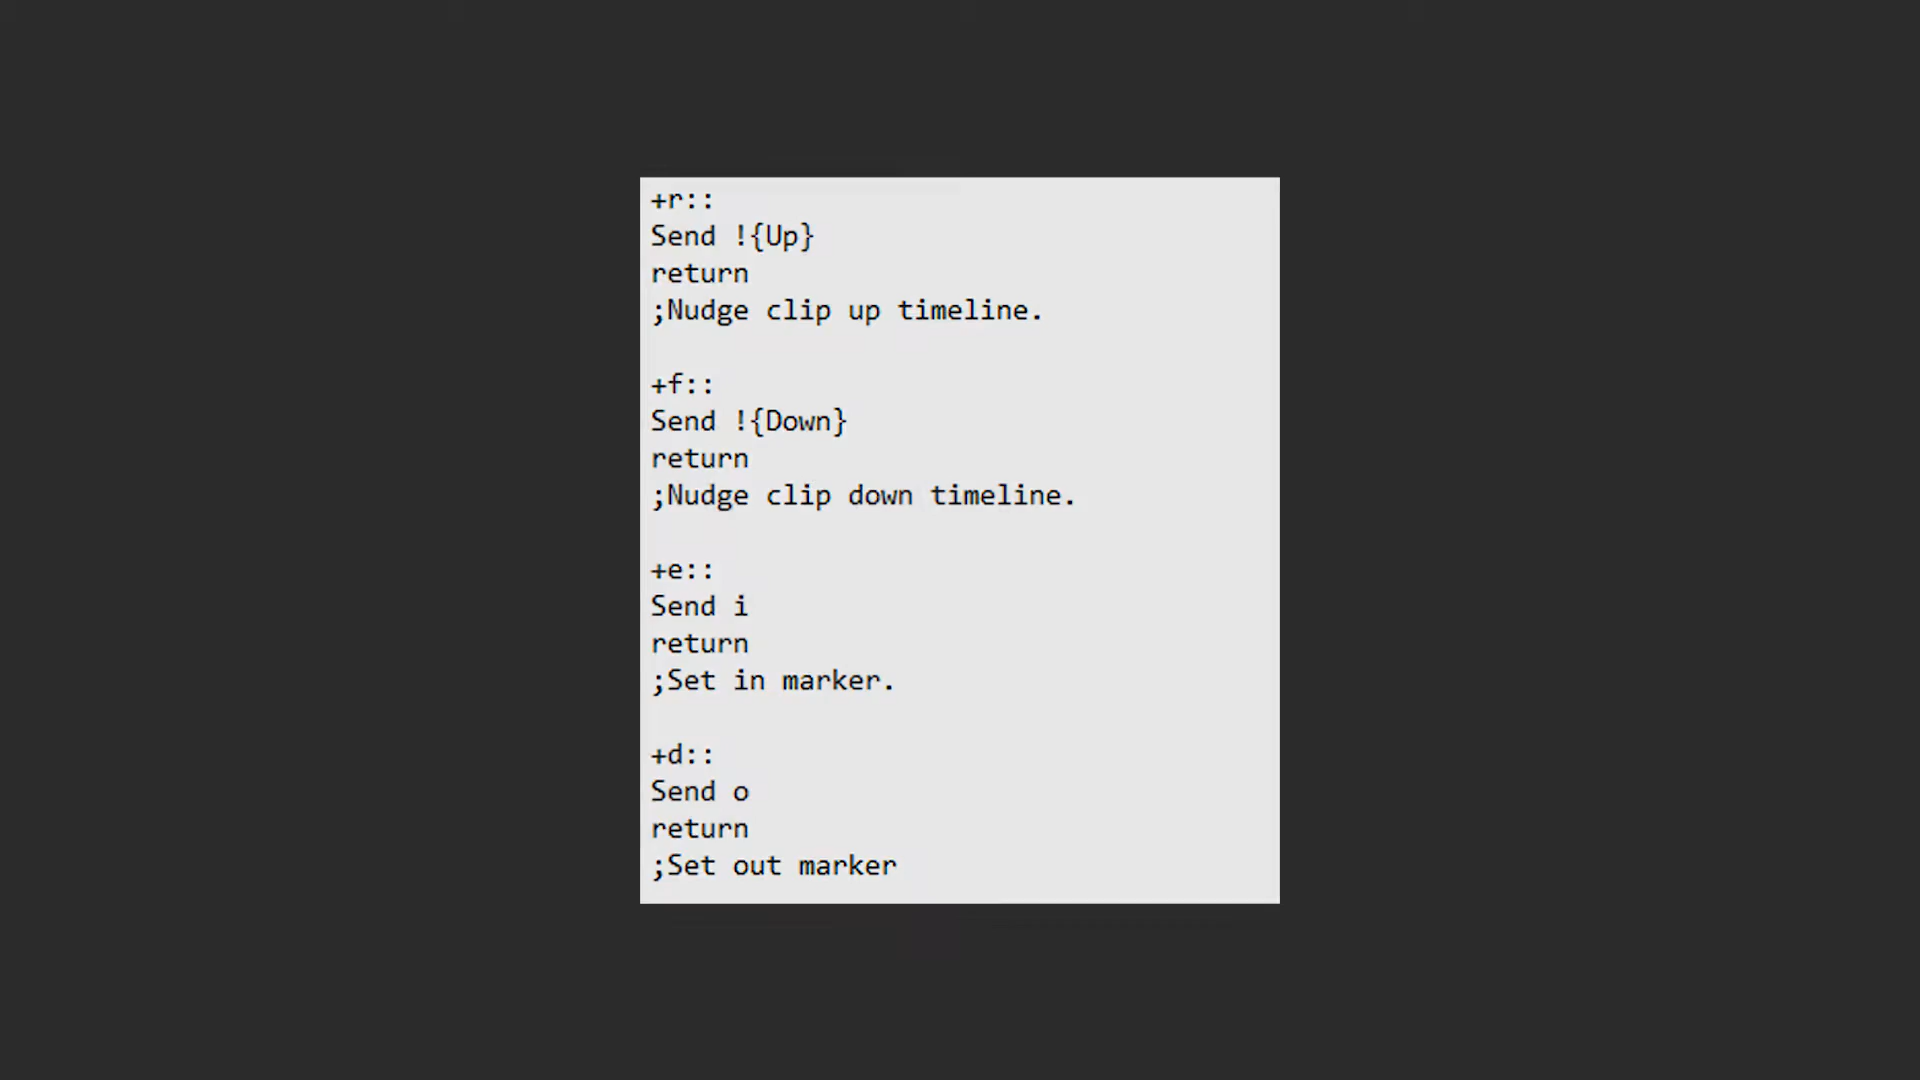 +r::
Send !{Up}
return
;Nudge clip up timeline.
+f::
Send !{Down}
return
;Nudge clip down timeline.
+e::
Send i
return
;Set in marker.
+d::
Send o
return
;Set out marker